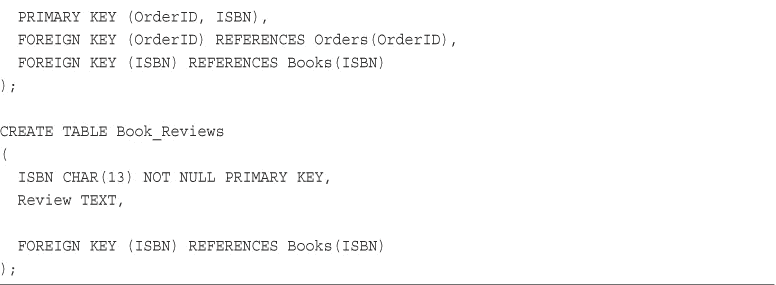 PRIMARY KEY (OrderID, ISBN),
FOREIGN KEY (OrderID) REFERENCES Orders(OrderID),
FOREIGN KEY (ISBN) REFERENCES Books(ISBN)
);
CREATE TABLE Book_Reviews
(
ISBN CHAR(13) NOT NULL PRIMARY KEY,
Review TEXT,
FOREIGN KEY (ISBN) REFERENCES Books(ISBN)
);